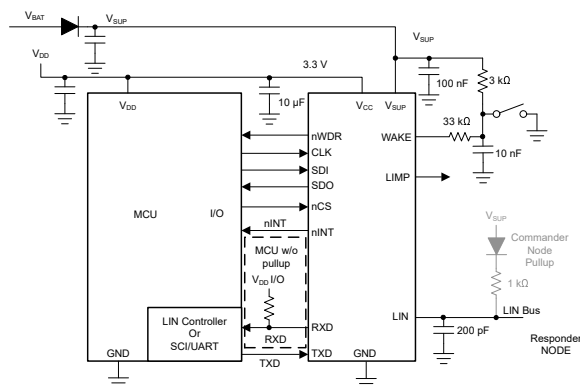 VBAT
VSUP
VSUP
VDD
3.3 V
100 nF
3 kΩ
10 µF
VDD
VCC
VSUP
33 kΩ
10 nF
nWDR
WAKE
CLK
SDI
LIMP
SDO
MCU
I/O
nCS
nINT
nINT
MCU w/o
pullup
VDD I/O
VSUP
Commander
Node
Pullup
1 kΩ
LIN Controller
Or
SCI/UART
RXD
RXD
LIN
LIN Bus
200 pF
Responder
NODE
GND
TXD
TXD
GND